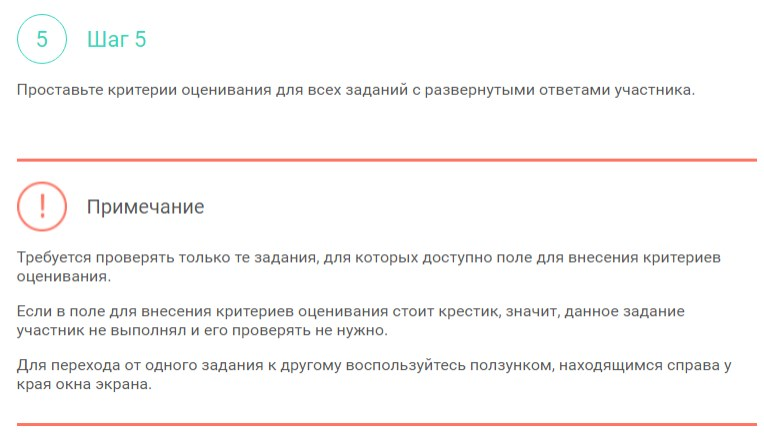 5 Шаг 5
Проставьте критерии оценивания для всех заданий с развернутыми ответами участника.
! Примечание
Требуется проверять только те задания, для которых доступно поле для внесения критериев
оценивания.
Если в поле для внесения критериев оценивания стоит крестик, значит, данное задание
участник не выполнял и его проверять не нужно.
Для перехода от одного задания к другому воспользуйтесь ползунком, находящимся справа у
края окна экрана.